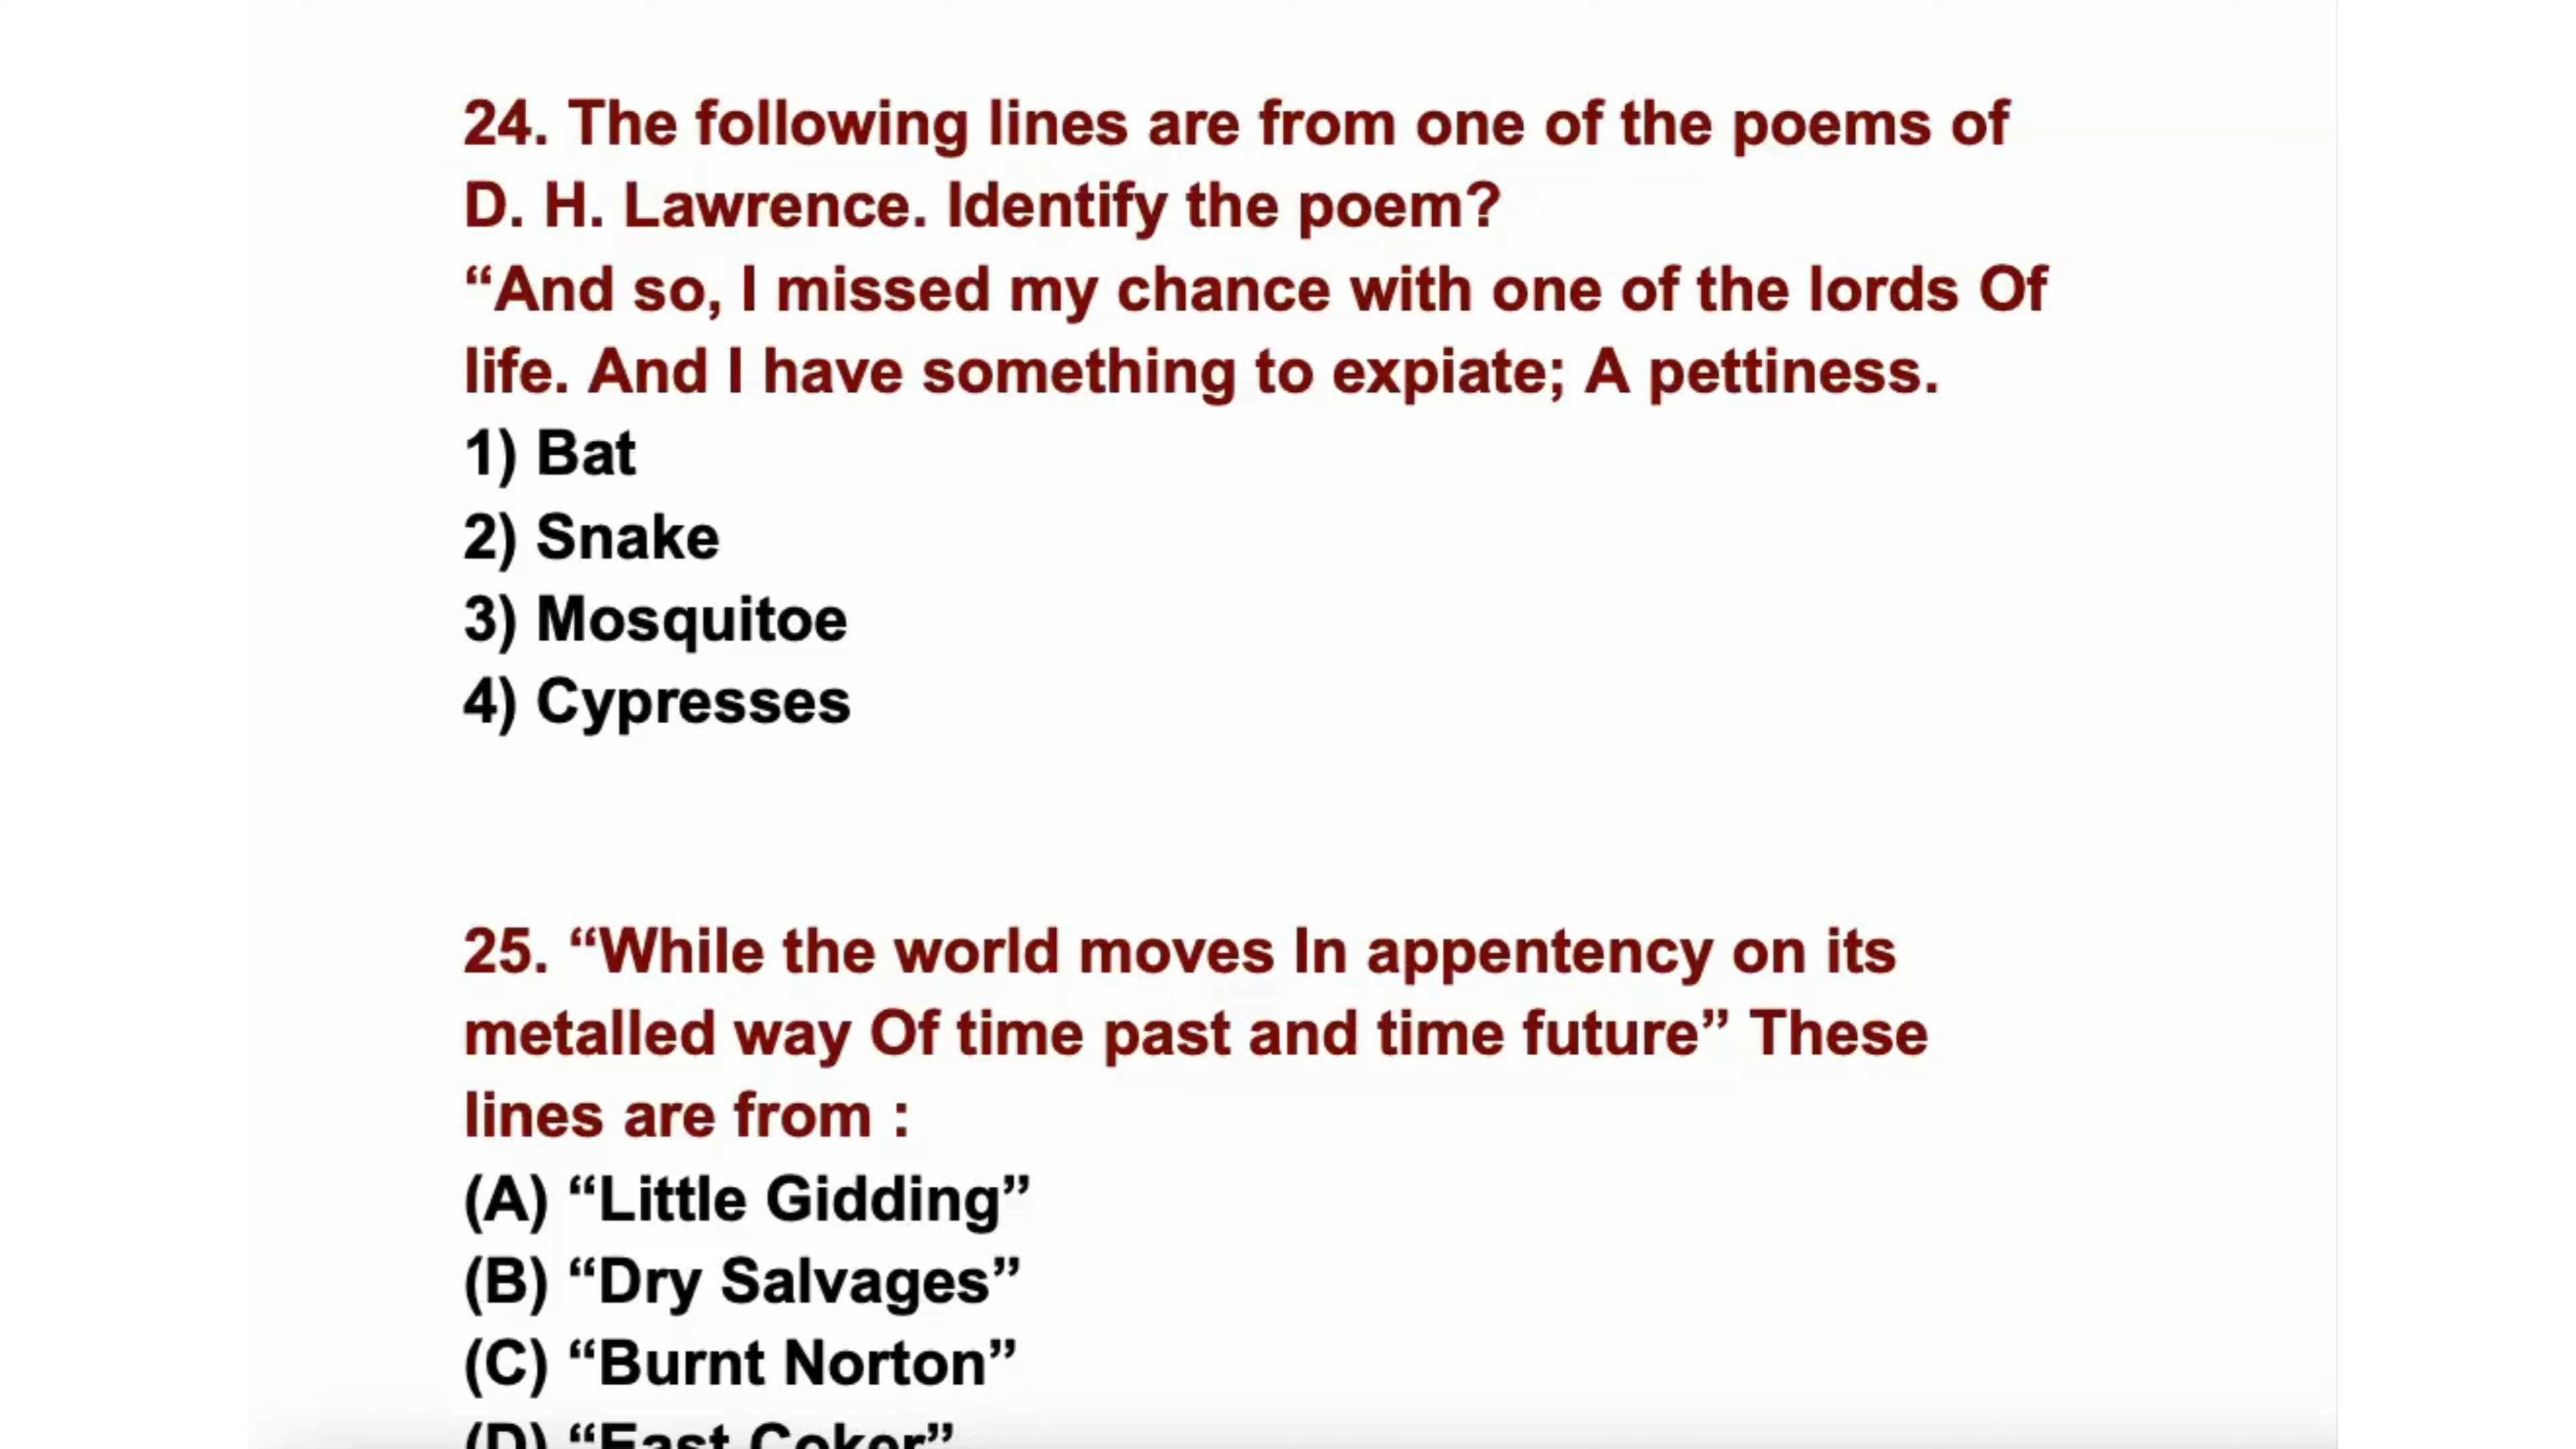 24. The following lines are from one of the poems of
D. H. Lawrence. Identify the poem?
“And so, I missed my chance with one of the lords Of
life. And I have something to expiate; A pettiness.
1) Bat
2) Snake
3) Mosquitoe
4) Cypresses
25. “While the world moves In appentency on its
metalled way Of time past and time future” These
lines are from :
(A) “Little Gidding”
(B) “Dry Salvages”
(C) “Burnt Norton”
(D) “East Coker”